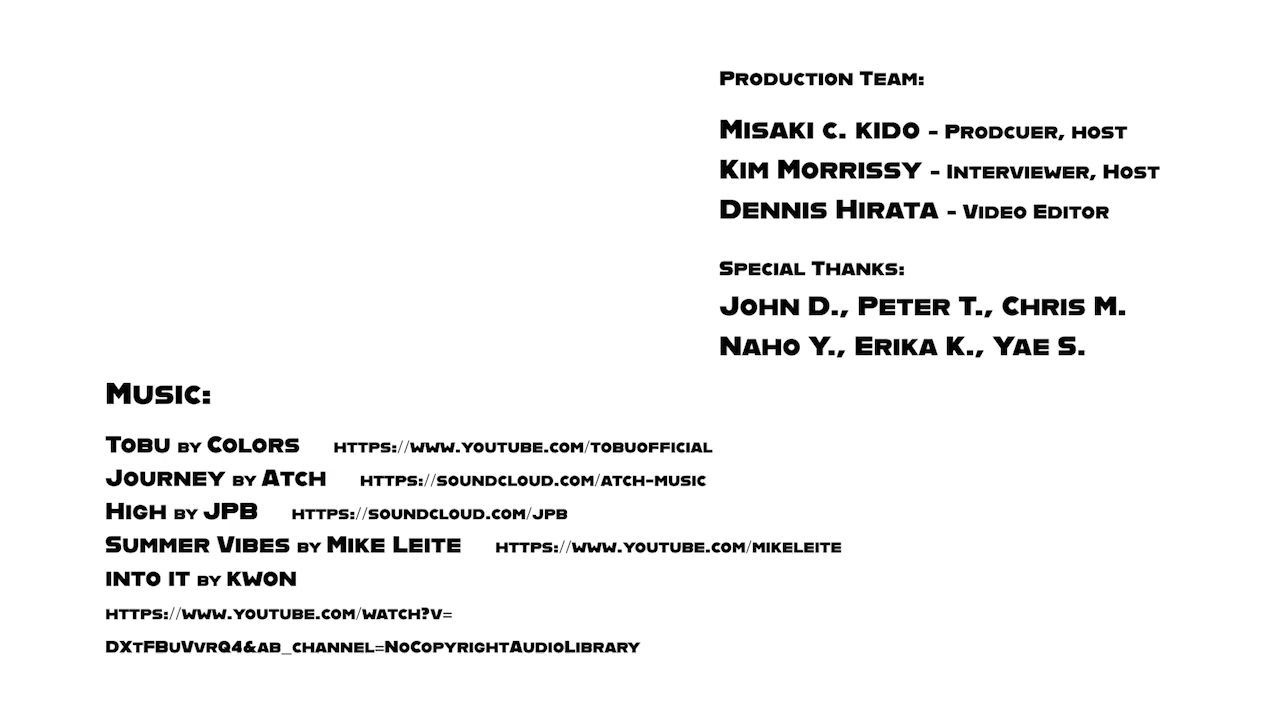 Production Team:
Misaki c. kido - Prodcuer, host
Kim Morrissy - Interviewer, Host
Dennis Hirata - Video Editor
Special Thanks:
John D., Peter T., Chris M.
Naho Y., Erika K., Yae S.
Music:
Tobu by Colors https://www.youtube.com/tobuofficial
Journey by Atch https://soundcloud.com/atch-music
High by JPB https://soundcloud.com/jpb
Summer Vibes by Mike Leite https://www.youtube.com/mikeleite
into it by kwon
https://www.youtube.com/watch?v=
DXtFBuVvrQ4&ab_channel=NoCopyrightAudioLibrary